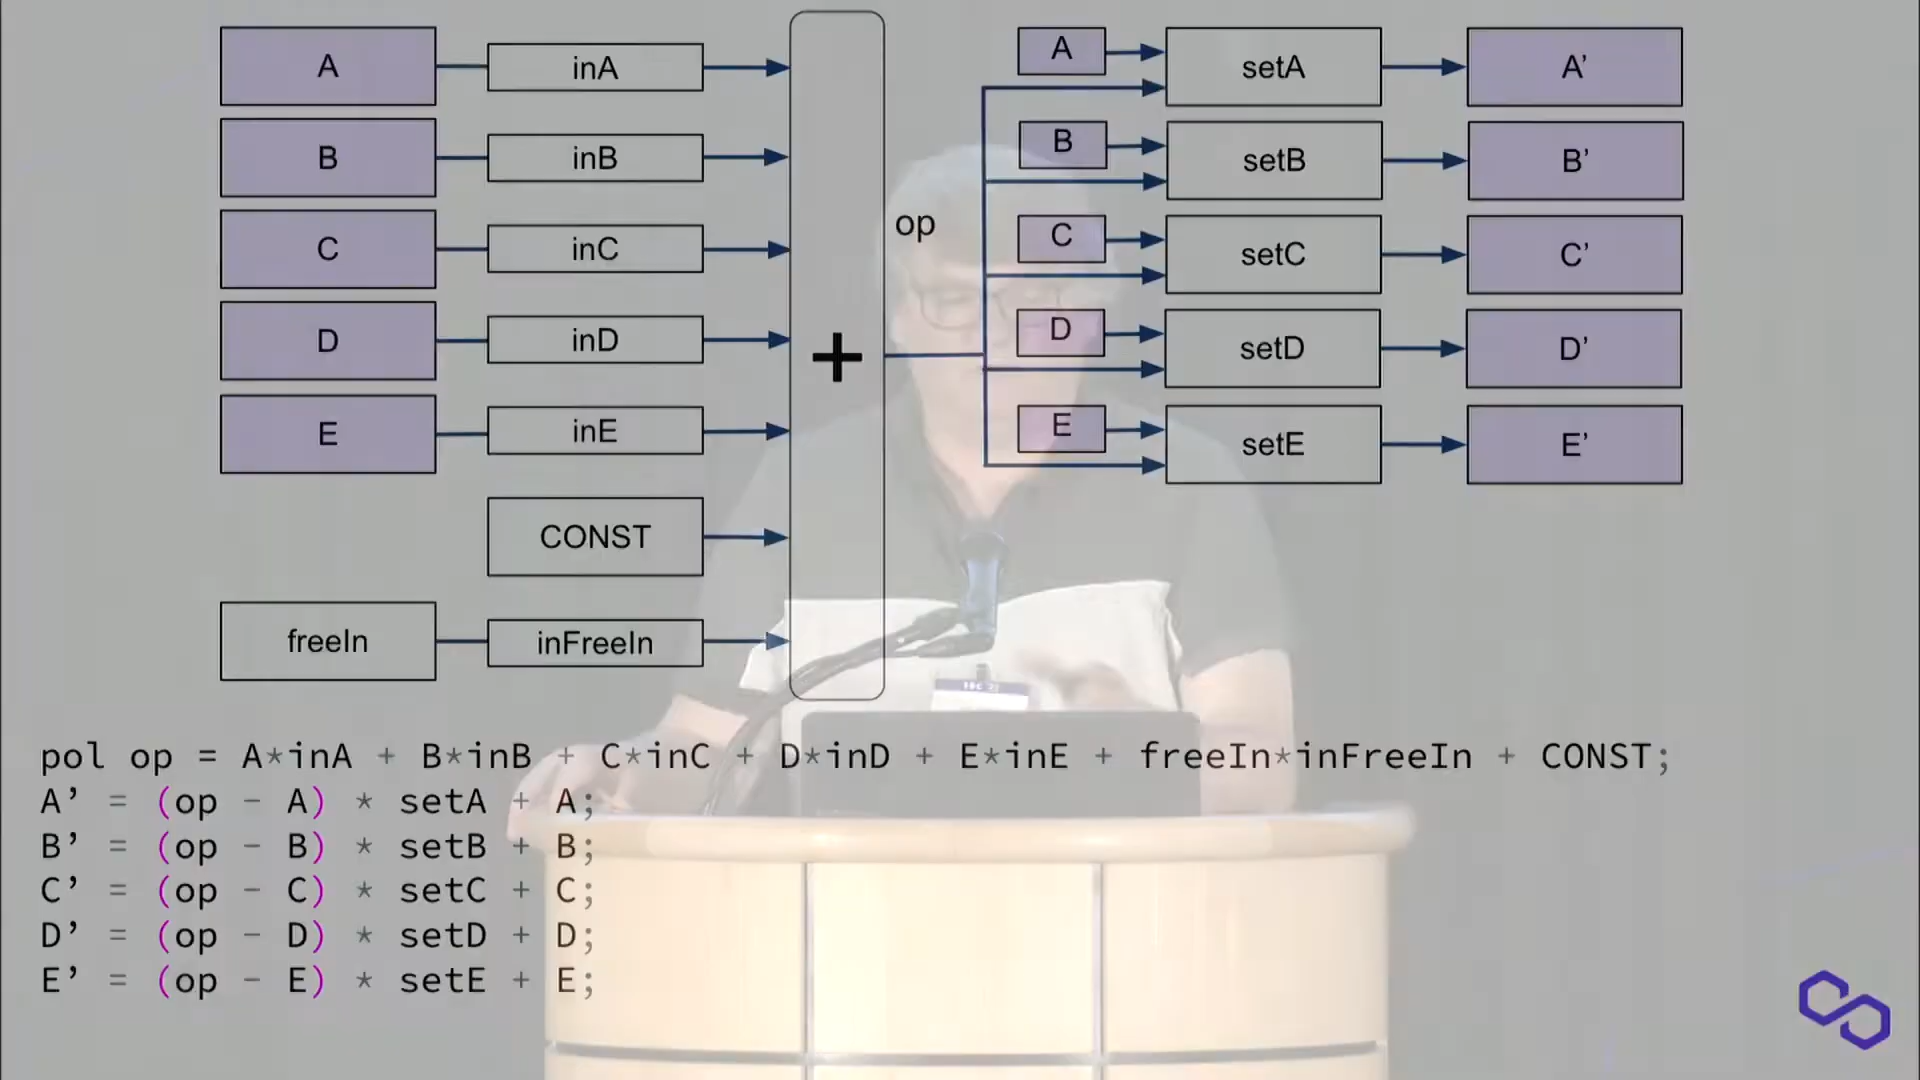 A inA A setA A’
B inB B setB B’
op
C inC C setC C’
D inD D setD D’
+
E inE E setE E’
CONST
freeIn inFreeIn
pol op = A*inA + B*inB + C*inC + D*inD + E*inE + freeIn*inFreeIn + CONST;
A’ = (op - A) * setA + A;
B’ = (op - B) * setB + B;
C’ = (op - C) * setC + C;
D’ = (op - D) * setD + D;
E’ = (op - E) * setE + E;